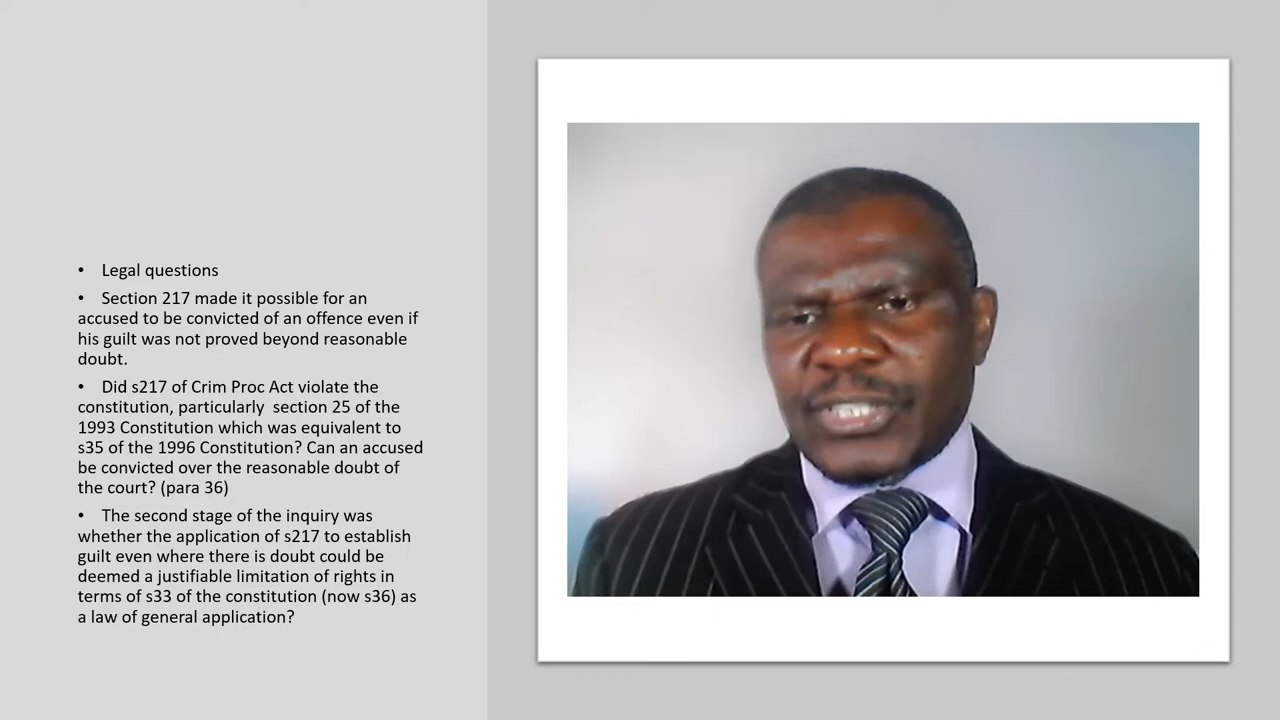 • Legal questions
• Section 217 made it possible for an
accused to be convicted of an offence even if
his guilt was not proved beyond reasonable
doubt.
• Did s217 of Crim Proc Act violate the
constitution, particularly  section 25 of the
1993 Constitution which was equivalent to
s35 of the 1996 Constitution? Can an accused
be convicted over the reasonable doubt of
the court? (para 36)
• The second stage of the inquiry was
whether the application of s217 to establish
guilt even where there is doubt could be
deemed a justifiable limitation of rights in
terms of s33 of the constitution (now s36) as
a law of general application?